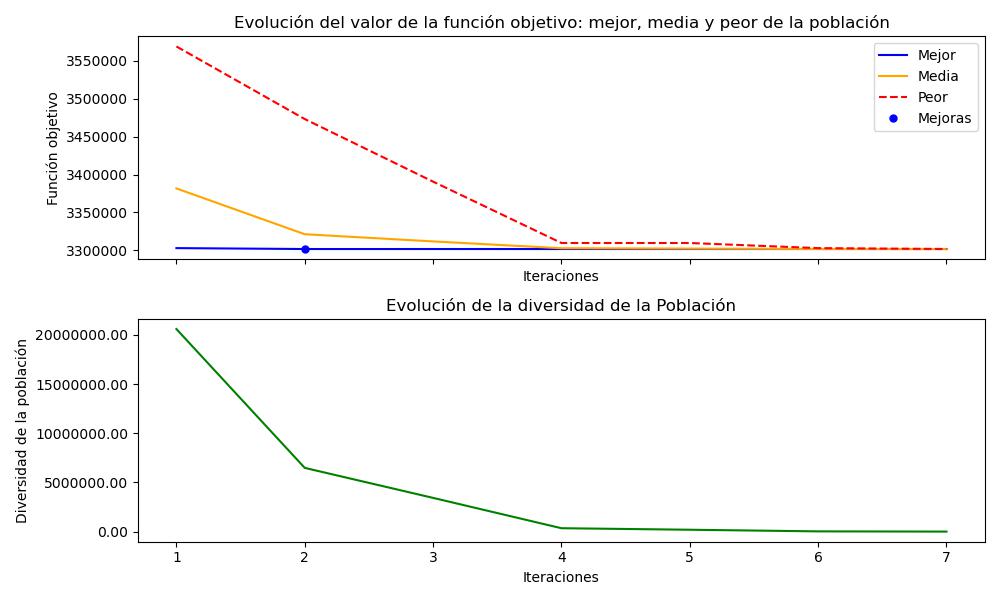 Evolución del valor de la función objetivo: mejor, media y peor de la población
Función objetivo
3550000
3500000
3450000
3400000
3350000
3300000
Mejor
Media
Peor
Mejoras
Iteraciones
Evolución de la diversidad de la Población
Diversidad de la población
20000000.00
15000000.00
10000000.00
5000000.00
0.00
1 2 3 4 5 6 7
Iteraciones